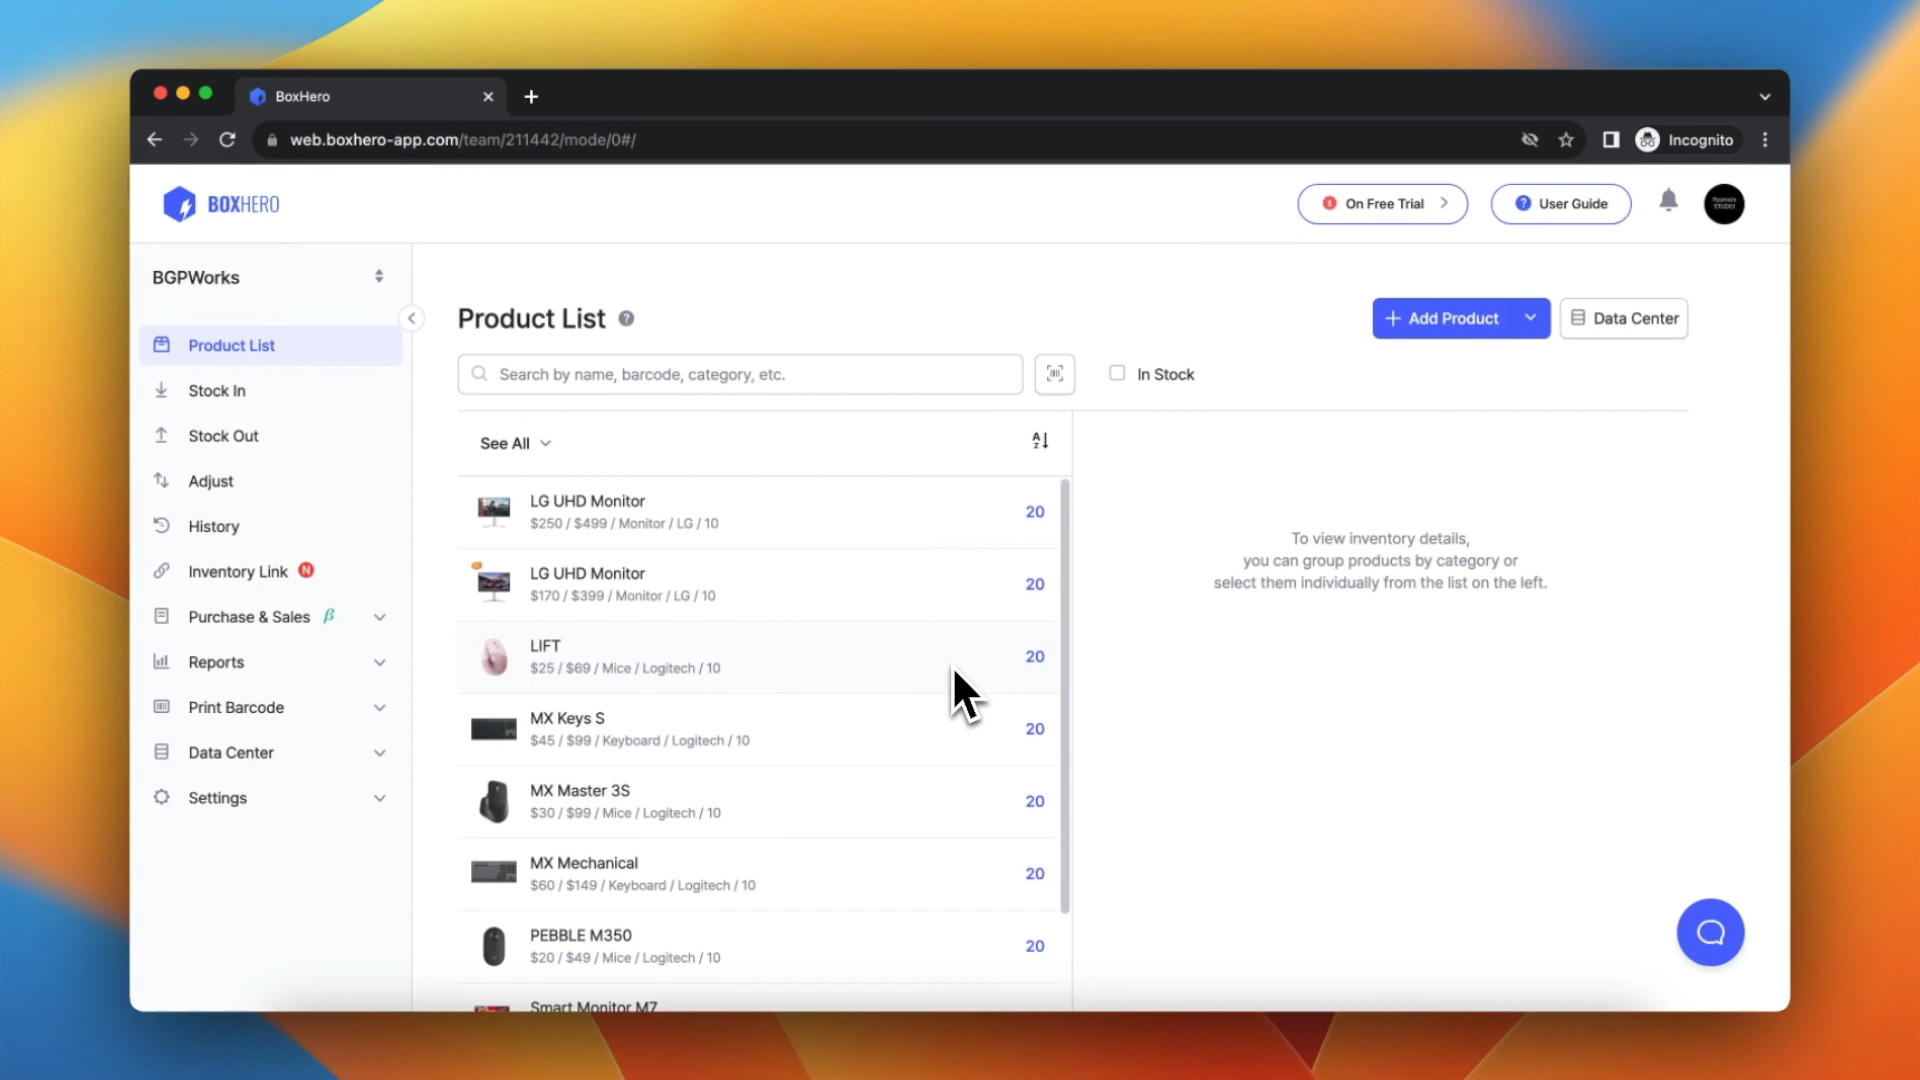 BoxHero
web.boxhero-app.com/team/211442/mode/0#/
Incognito
BOXHERO
On Free Trial
User Guide
BGPWorks
Product List
Stock In
Stock Out
Adjust
History
Inventory Link N
Purchase & Sales β
Reports
Print Barcode
Data Center
Settings
Product List ?
+ Add Product
Data Center
Search by name, barcode, category, etc.
In Stock
See All
LG UHD Monitor
$250 / $499 / Monitor / LG / 10
20
LG UHD Monitor
$170 / $399 / Monitor / LG / 10
20
LIFT
$25 / $69 / Mice / Logitech / 10
20
MX Keys S
$45 / $99 / Keyboard / Logitech / 10
20
MX Master 3S
$30 / $99 / Mice / Logitech / 10
20
MX Mechanical
$60 / $149 / Keyboard / Logitech / 10
20
PEBBLE M350
$20 / $49 / Mice / Logitech / 10
20
Smart Monitor M7
To view inventory details,
you can group products by category or
select them individually from the list on the left.